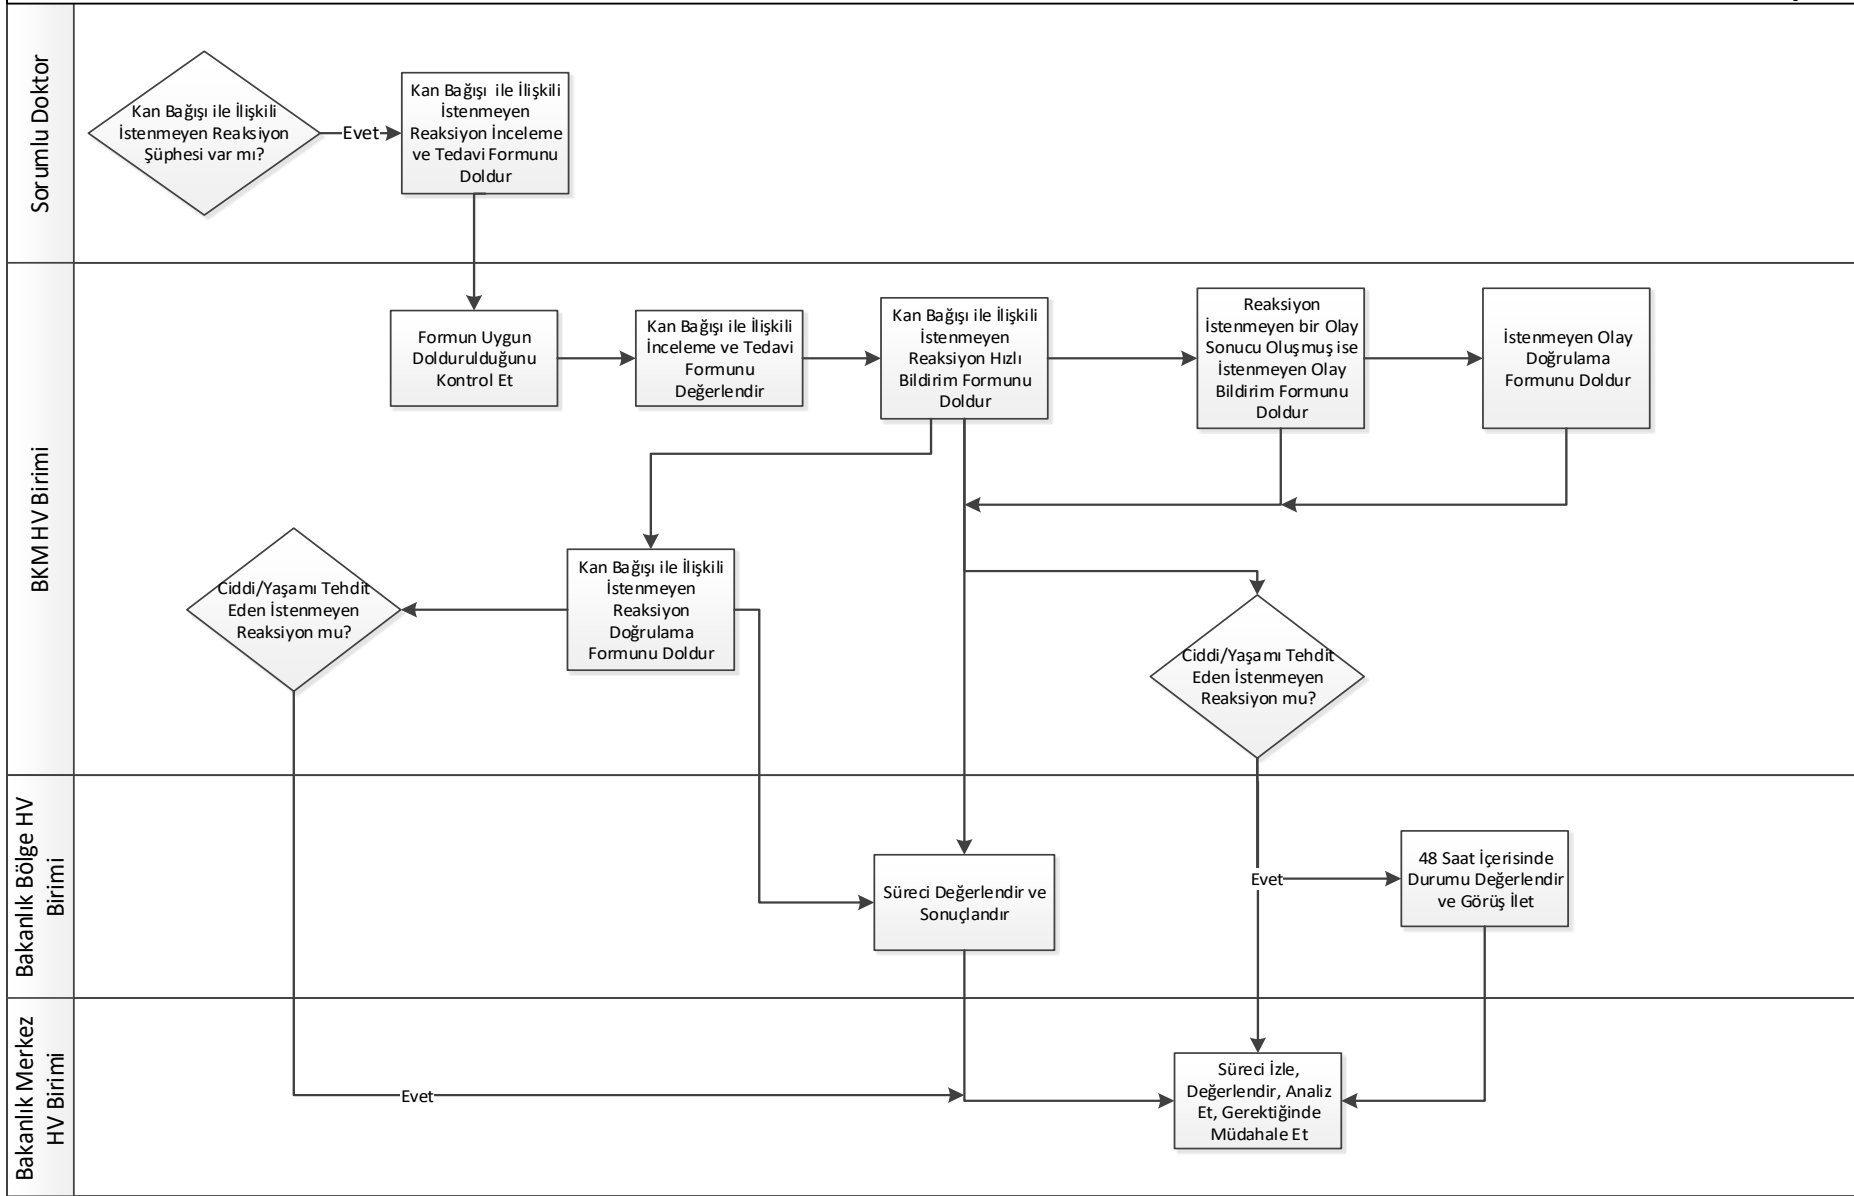 Sorumlu Doktor
Kan Bağışı ile İlişkili
İstenmeyen Reaksiyon
Şüphesi var mı?
Evet
Kan Bağışı ile İlişkili
İstenmeyen
Reaksiyon İnceleme
ve Tedavi Formunu
Doldur
BKM HV Birimi
Formun Uygun
Doldurulduğunu
Kontrol Et
Kan Bağışı ile İlişkili
İnceleme ve Tedavi
Formunu
Değerlendir
Kan Bağışı ile İlişkili
İstenmeyen
Reaksiyon Hızlı
Bildirim Formunu
Doldur
Reaksiyon
İstenmeyen bir Olay
Sonucu Oluşmuş ise
İstenmeyen Olay
Bildirim Formunu
Doldur
İstenmeyen Olay
Doğrulama
Formunu Doldur
Ciddi/Yaşamı Tehdit
Eden İstenmeyen
Reaksiyon mu?
Kan Bağışı ile İlişkili
İstenmeyen
Reaksiyon
Doğrulama
Formunu Doldur
Ciddi/Yaşamı Tehdit
Eden İstenmeyen
Reaksiyon mu?
Bakanlık Bölge HV
Birimi
Süreci Değerlendir ve
Sonuçlandır
Evet
48 Saat İçerisinde
Durumu Değerlendir
ve Görüş İlet
Bakanlık Merkez
HV Birimi
Evet
Süreci İzle,
Değerlendir, Analiz
Et, Gerektiğinde
Müdahale Et